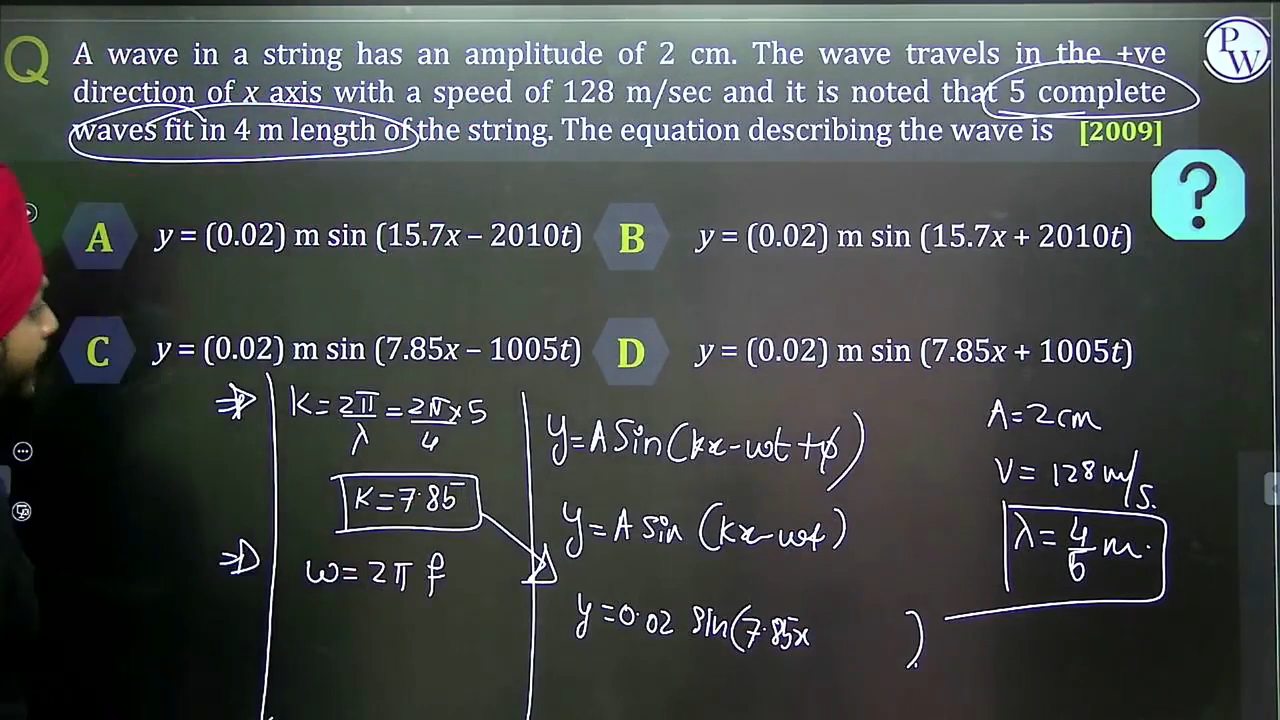 Q A wave in a string has an amplitude of 2 cm. The wave travels in the +ve
direction of x axis with a speed of 128 m/sec and it is noted that 5 complete
waves fit in 4 m length of the string. The equation describing the wave is [2009]
PW
?
A y = (0.02) m sin (15.7x – 2010t)
B y = (0.02) m sin (15.7x + 2010t)
C y = (0.02) m sin (7.85x – 1005t)
D y = (0.02) m sin (7.85x + 1005t)
K = 2π/λ = 2π/4 × 5
K = 7.85
ω = 2π f
y = A Sin (kx - ωt + ϕ)
y = A sin (kx - ωt)
y = 0.02 sin (7.85x )
A = 2 cm
V = 128 m/s.
λ = 4/5 m.